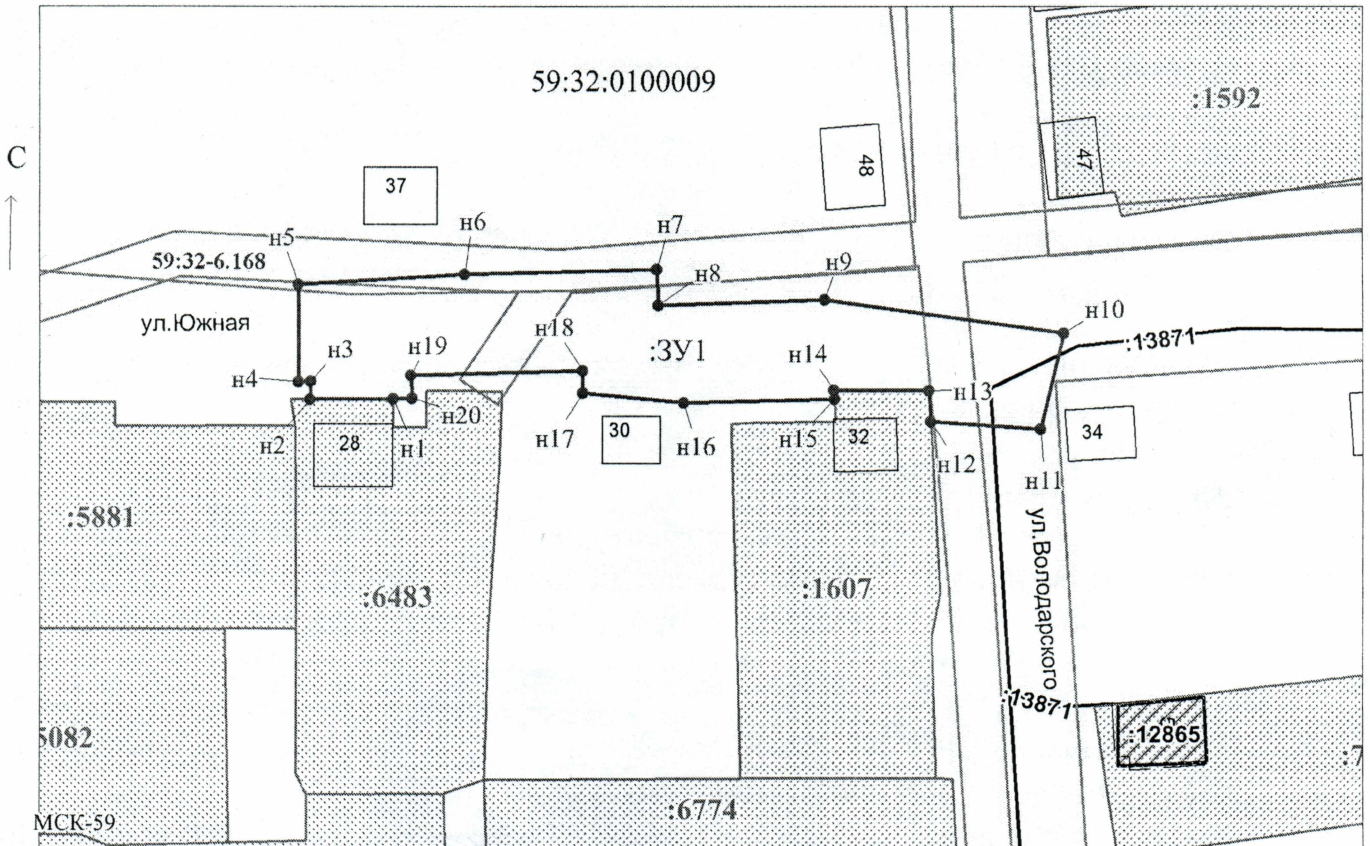 59:32:0100009
:1592
С
48
47
37
н6
н7
н5
59:32-6.168
н8
н9
н10
ул.Южная
н18
:ЗУ1
:13871
н3
н19
н14
н4
н13
н20
н2
28
н1
н17
30
н16
н15
32
н12
34
н11
:5881
ул.Володарского
:6483
:1607
:13871
5082
:12865
:7
:6774
МСК-59